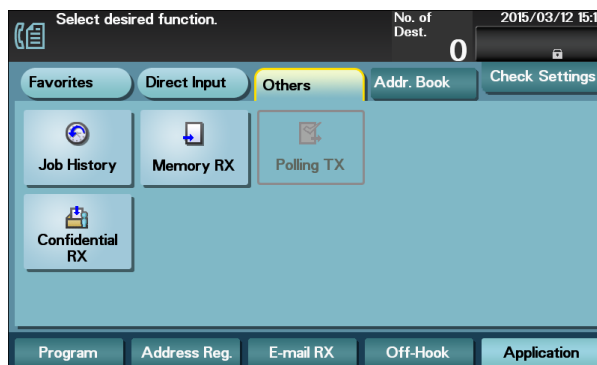 Select desired function.
No. of
Dest.
0
2015/03/12 15:1
Favorites
Direct Input
Others
Addr. Book
Check Settings
Job History
Memory RX
Polling TX
Confidential
RX
Program
Address Reg.
E-mail RX
Off-Hook
Application